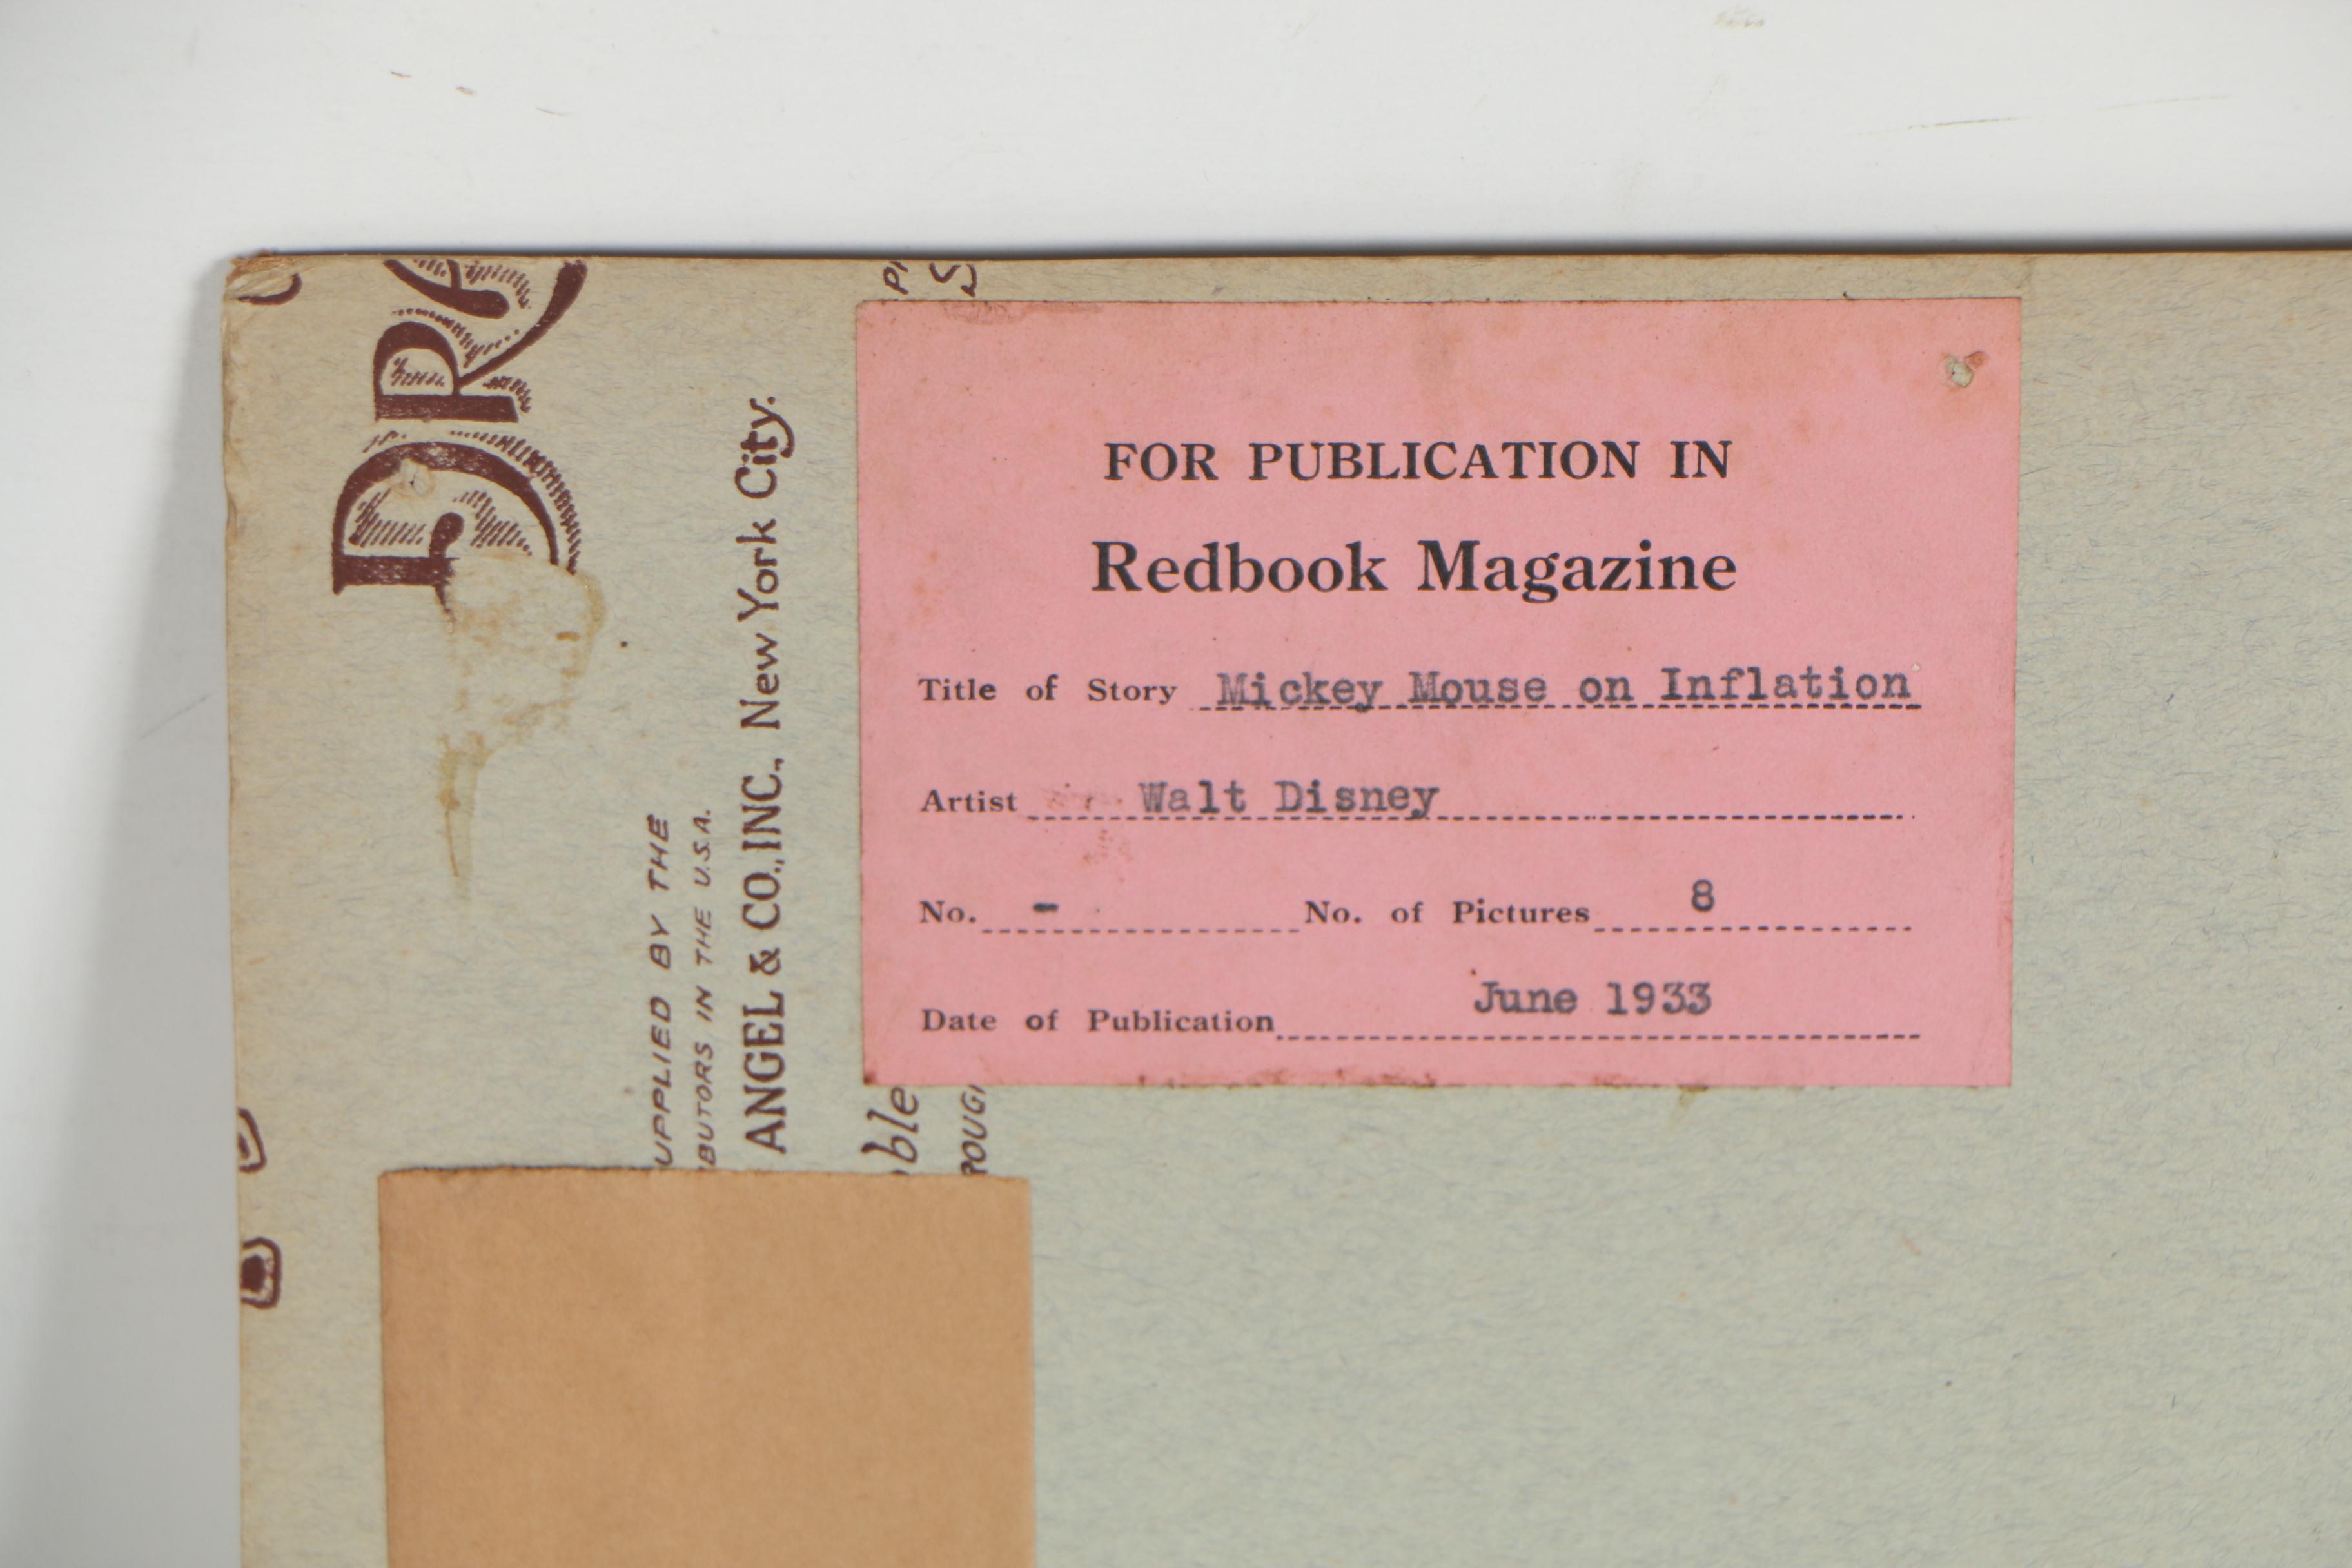 FOR PUBLICATION IN
Redbook Magazine
Title of Story Mickey Mouse on Inflation
Artist Walt Disney
No. - No. of Pictures 8
Date of Publication June 1933
UPPLIED BY THE
BUTORS IN THE U.S.A.
ANGEL & CO., INC., New York City.
ble